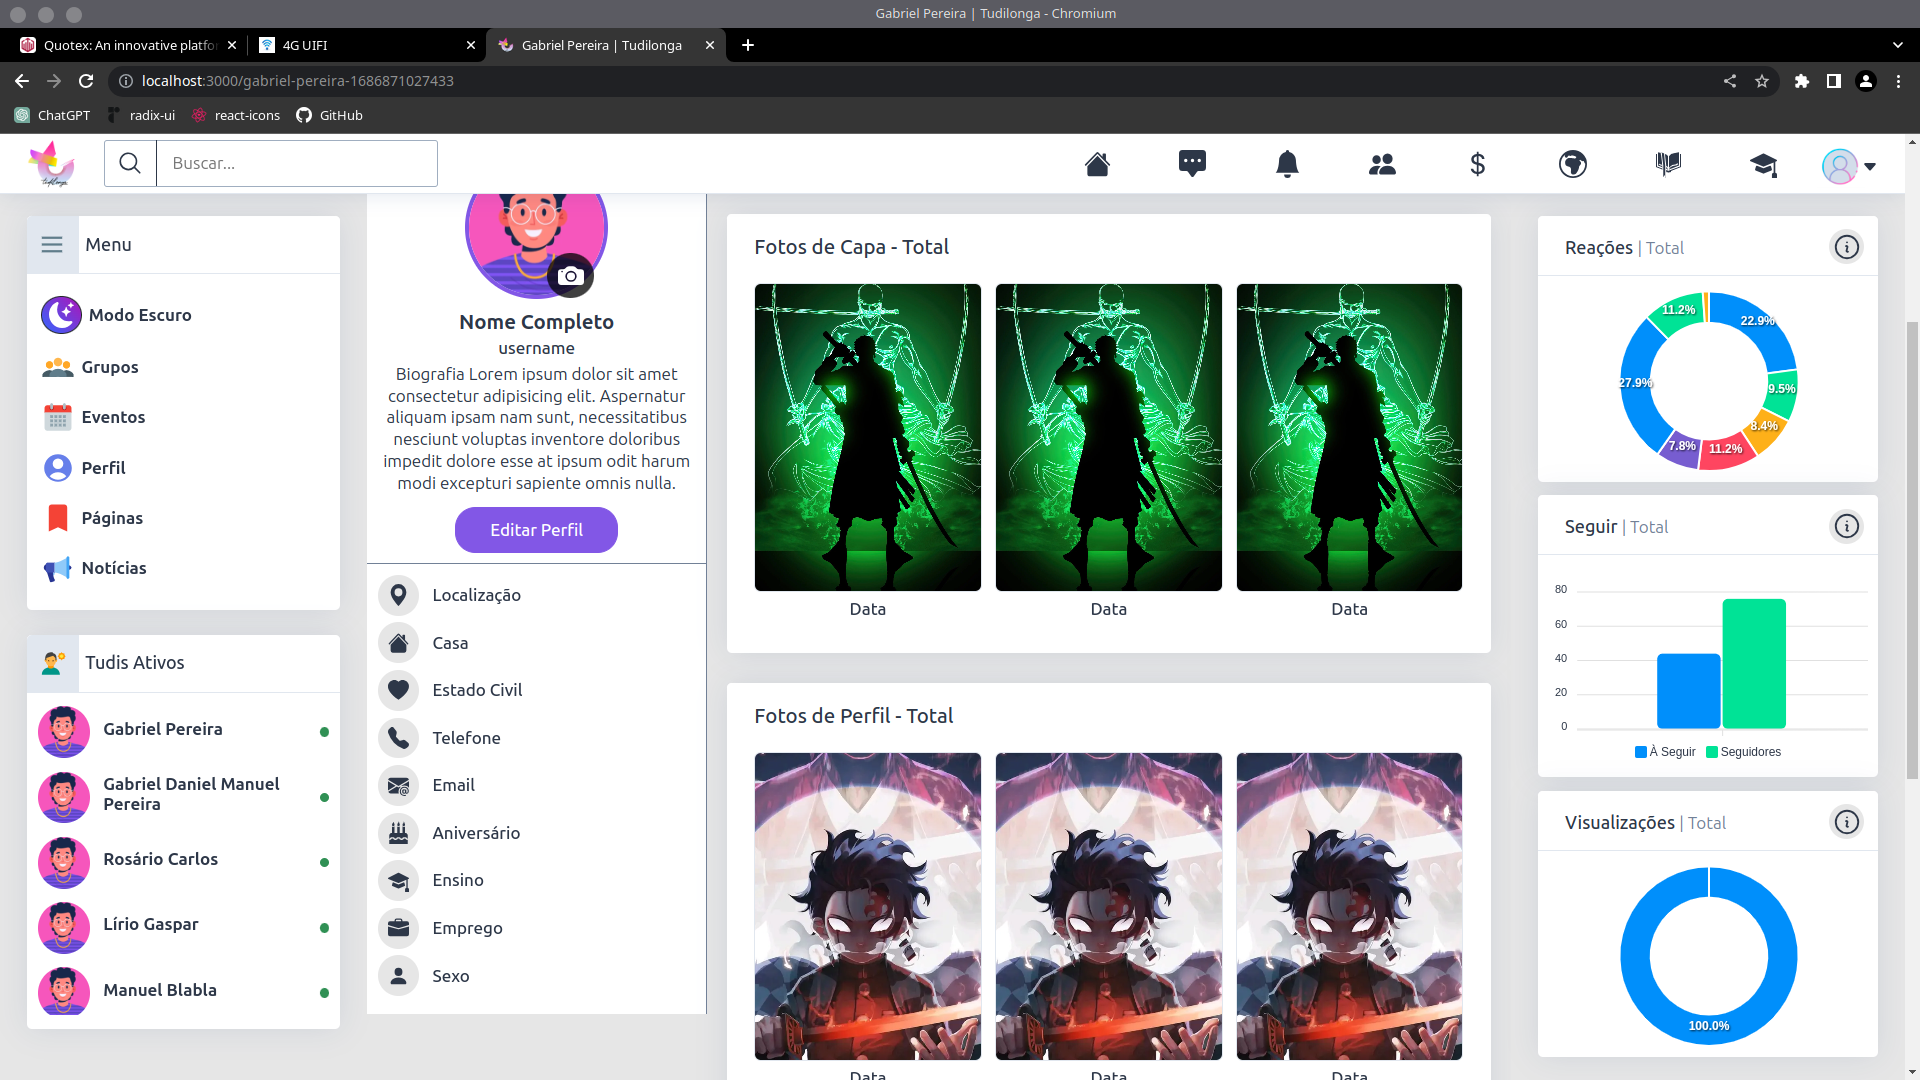 Gabriel Pereira | Tudilonga - Chromium
Quotex: An innovative platfor
4G UIFI
Gabriel Pereira | Tudilonga
localhost:3000/gabriel-pereira-1686871027433
ChatGPT
radix-ui
react-icons
GitHub
tudilonga
Buscar...
Menu
Modo Escuro
Grupos
Eventos
Perfil
Páginas
Notícias
Tudis Ativos
Gabriel Pereira
Gabriel Daniel Manuel
Pereira
Rosário Carlos
Lírio Gaspar
Manuel Blabla
Nome Completo
username
Biografia Lorem ipsum dolor sit amet
consectetur adipisicing elit. Aspernatur
aliquam ipsam nam sunt, necessitatibus
nesciunt voluptas inventore doloribus
impedit dolore esse at ipsum odit harum
modi excepturi sapiente omnis nulla.
Editar Perfil
Localização
Casa
Estado Civil
Telefone
Email
Aniversário
Ensino
Emprego
Sexo
Fotos de Capa - Total
Data
Data
Data
Fotos de Perfil - Total
Data
Data
Data
Reações | Total
11.2%
22.9%
27.9%
9.5%
8.4%
7.8%
11.2%
Seguir | Total
80
60
40
20
0
À Seguir
Seguidores
Visualizações | Total
100.0%